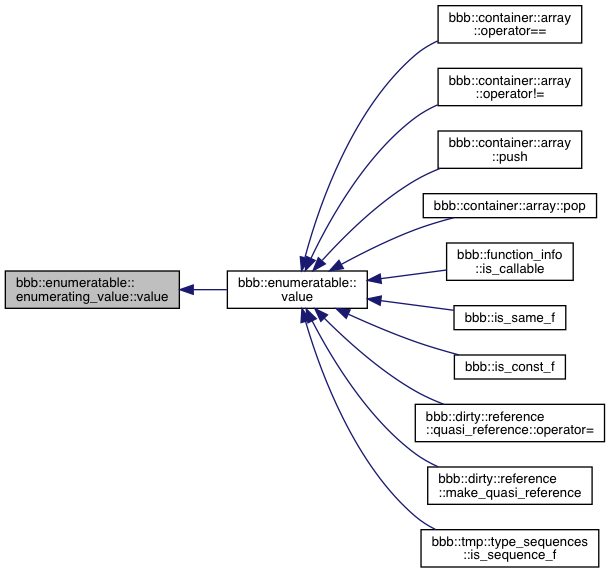 bbb::container::array
::operator==
bbb::container::array
::operator!=
bbb::container::array
::push
bbb::container::array::pop
bbb::function_info
::is_callable
bbb::enumeratable::
enumerating_value::value
bbb::enumeratable::
value
bbb::is_same_f
bbb::is_const_f
bbb::dirty::reference
::quasi_reference::operator=
bbb::dirty::reference
::make_quasi_reference
bbb::tmp::type_sequences
::is_sequence_f